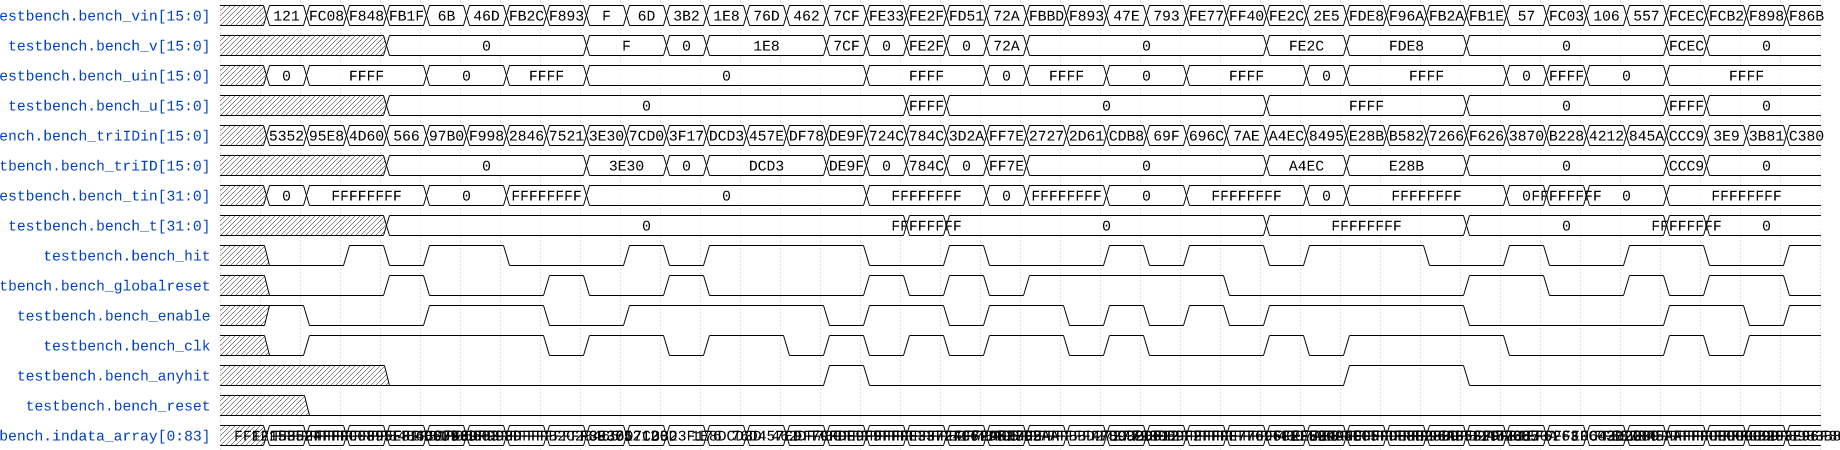 estbench.bench_vin[15:0] 121 FC08 F848 FB1F 6B 46D FB2C F893 F 6D 3B2 1E8 76D 462 7CF FE33 FE2F FD51 72A FBBD F893 47E 793 FE77 FF40 FE2C 2E5 FDE8 F96A FB2A FB1E 57 FC03 106 557 FCEC FCB2 F898 F86B
testbench.bench_v[15:0] 0 F 0 1E8 7CF 0 FE2F 0 72A 0 FE2C FDE8 0 FCEC 0
testbench.bench_uin[15:0] 0 FFFF 0 FFFF 0 FFFF 0 FFFF 0 FFFF 0 FFFF 0 FFFF 0 FFFF
testbench.bench_u[15:0] 0 FFFF 0 FFFF 0 FFFF 0
ench.bench_triIDin[15:0] 5352 95E8 4D60 566 97B0 F998 2846 7521 3E30 7CD0 3F17 DCD3 457E DF78 DE9F 724C 784C 3D2A FF7E 2727 2D61 CDB8 69F 696C 7AE A4EC 8495 E28B B582 7266 F626 3870 B228 4212 845A CCC9 3E9 3B81 C380
tbench.bench_triID[15:0] 0 3E30 0 DCD3 DE9F 0 784C 0 FF7E 0 A4EC E28B 0 CCC9 0
estbench.bench_tin[31:0] 0 FFFFFFFF 0 FFFFFFFF 0 FFFFFFFF 0 FFFFFFFF 0 FFFFFFFF 0 FFFFFFFF 0 FFFFFFFF 0 FFFFFFFF
testbench.bench_t[31:0] 0 FFFFFFFF 0 FFFFFFFF 0 FFFFFFFF 0
testbench.bench_hit
tbench.bench_globalreset
testbench.bench_enable
testbench.bench_clk
testbench.bench_anyhit
testbench.bench_reset
bench.indata_array[0:83]